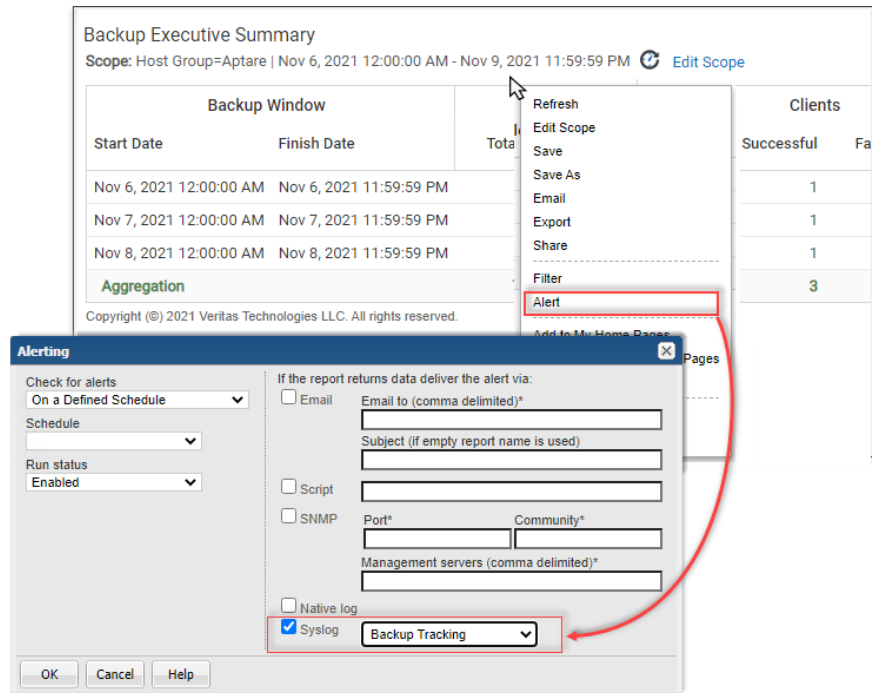 Backup Executive Summary
Scope: Host Group=Aptare | Nov 6, 2021 12:00:00 AM - Nov 9, 2021 11:59:59 PM Edit Scope
Backup Window Clients
Start Date Finish Date Tota Successful Fa
Nov 6, 2021 12:00:00 AM Nov 6, 2021 11:59:59 PM 1
Nov 7, 2021 12:00:00 AM Nov 7, 2021 11:59:59 PM 1
Nov 8, 2021 12:00:00 AM Nov 8, 2021 11:59:59 PM 1
Aggregation 3
Copyright (©) 2021 Veritas Technologies LLC. All rights reserved.
Refresh
Edit Scope
Save
Save As
Email
Export
Share
Filter
Alert
Add to My Home Pages
Pages
Alerting
Check for alerts
On a Defined Schedule
Schedule
Run status
Enabled
If the report returns data deliver the alert via:
Email Email to (comma delimited)*
Subject (if empty report name is used)
Script
SNMP Port* Community*
Management servers (comma delimited)*
Native log
Syslog Backup Tracking
OK Cancel Help